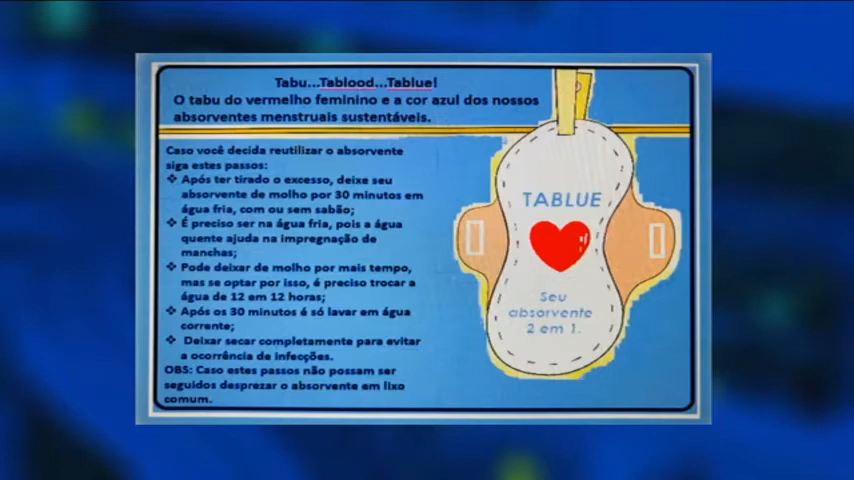 Tabu...Tablood...Tablue!
O tabu do vermelho feminino e a cor azul dos nossos
absorventes menstruais sustentáveis.
Caso você decida reutilizar o absorvente
siga estes passos:
❖ Após ter tirado o excesso, deixe seu
absorvente de molho por 30 minutos em
água fria, com ou sem sabão;
❖ É preciso ser na água fria, pois a água
quente ajuda na impregnação de
manchas;
❖ Pode deixar de molho por mais tempo,
mas se optar por isso, é preciso trocar a
água de 12 em 12 horas;
❖ Após os 30 minutos é só lavar em água
corrente;
❖ Deixar secar completamente para evitar
a ocorrência de infecções.
OBS: Caso estes passos não possam ser
seguidos desprezar o absorvente em lixo
comum.
TABLUE
Seu
absorvente
2 em 1.